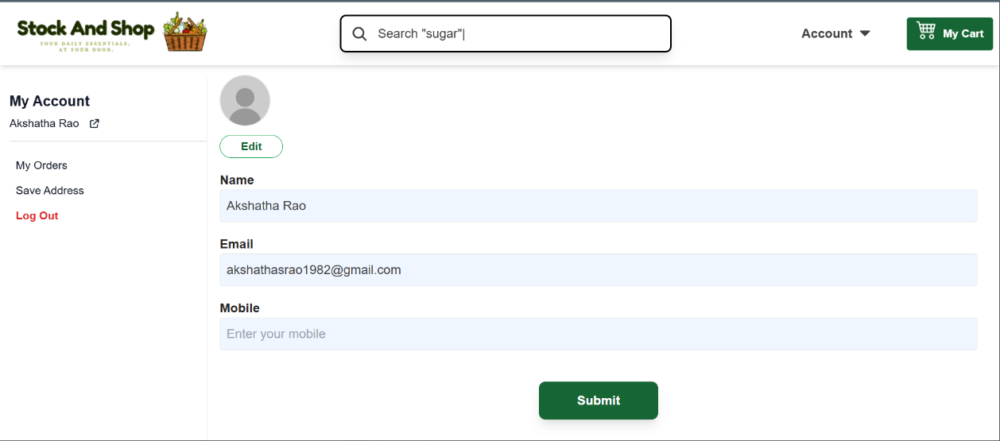 Stock And Shop
YOUR DAILY ESSENTIALS,
AT YOUR DOOR.
Search "sugar"|
Account
My Cart
My Account
Akshatha Rao
My Orders
Save Address
Log Out
Edit
Name
Akshatha Rao
Email
akshathasrao1982@gmail.com
Mobile
Enter your mobile
Submit